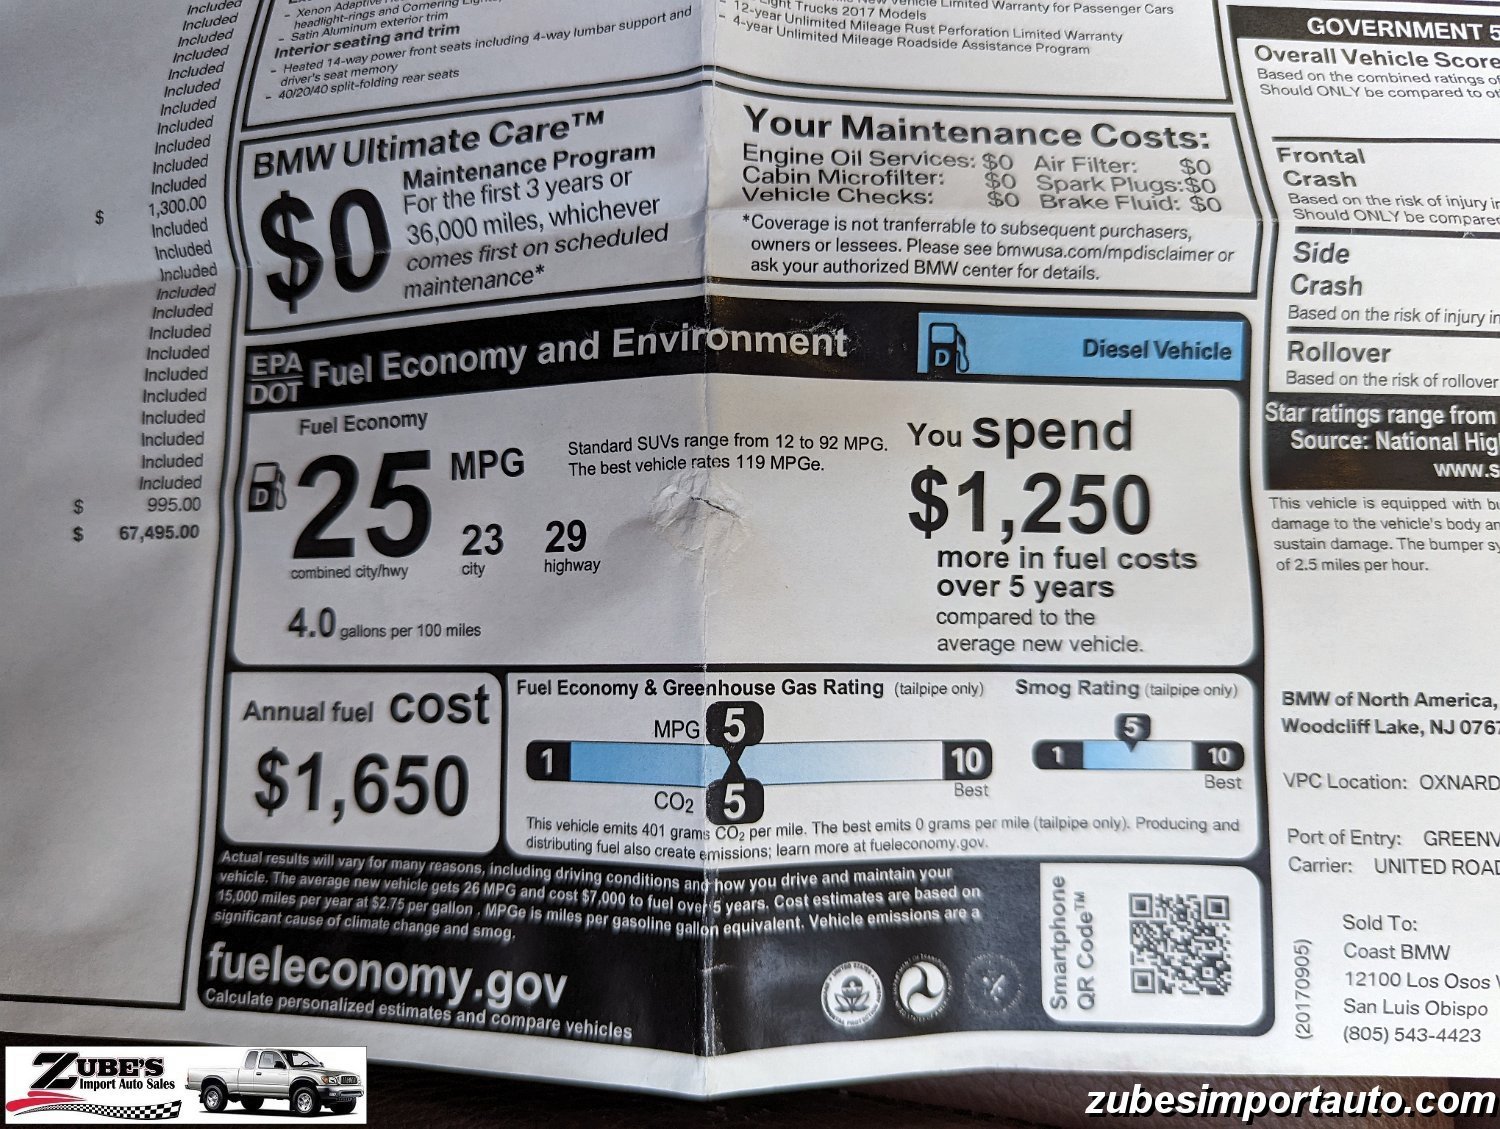 Included
Included
Included
Included
Included
Included
Included
Included
Included
Included
Included
$ 1,300.00
Included
Included
Included
Included
Included
Included
Included
Included
Included
Included
Included
Included
Included
$ 995.00
$ 67,495.00
- Xenon Adaptive
headlight-rings and Cornering
- Satin Aluminum exterior trim
Interior seating and trim
- Heated 14-way power front seats including 4-way lumbar support and
driver's seat memory
- 40/20/40 split-folding rear seats
Vehicle Limited Warranty for Passenger Cars
Light Trucks 2017 Models
- 12-year Unlimited Mileage Rust Perforation Limited Warranty
- 4-year Unlimited Mileage Roadside Assistance Program
BMW Ultimate Care™
$0
Maintenance Program
For the first 3 years or
36,000 miles, whichever
comes first on scheduled
maintenance*
Your Maintenance Costs:
Engine Oil Services: $0 Air Filter: $0
Cabin Microfilter: $0 Spark Plugs:$0
Vehicle Checks: $0 Brake Fluid: $0
*Coverage is not tranferrable to subsequent purchasers,
owners or lessees. Please see bmwusa.com/mpdisclaimer or
ask your authorized BMW center for details.
EPA
DOT
Fuel Economy and Environment
D
Diesel Vehicle
Fuel Economy
D
25 MPG
combined city/hwy
23
city
29
highway
4.0 gallons per 100 miles
Standard SUVs range from 12 to 92 MPG.
The best vehicle rates 119 MPGe.
You spend
$1,250
more in fuel costs
over 5 years
compared to the
average new vehicle.
Annual fuel cost
$1,650
Fuel Economy & Greenhouse Gas Rating (tailpipe only)
MPG 5
1 10
Best
CO2 5
Smog Rating (tailpipe only)
5
1 10
Best
This vehicle emits 401 grams CO2 per mile. The best emits 0 grams per mile (tailpipe only). Producing and
distributing fuel also create emissions; learn more at fueleconomy.gov.
Actual results will vary for many reasons, including driving conditions and how you drive and maintain your
vehicle. The average new vehicle gets 26 MPG and cost $7,000 to fuel over 5 years. Cost estimates are based on
15,000 miles per year at $2.75 per gallon . MPGe is miles per gasoline gallon equivalent. Vehicle emissions are a
significant cause of climate change and smog.
fueleconomy.gov
Calculate personalized estimates and compare vehicles
Smartphone
QR Code™
GOVERNMENT 5
Overall Vehicle Score
Based on the combined ratings of
Should ONLY be compared to
Frontal
Crash
Based on the risk of injury in
Should ONLY be compared
Side
Crash
Based on the risk of injury in
Rollover
Based on the risk of rollover
Star ratings range from
Source: National Hig
www.s
This vehicle is equipped with bu
damage to the vehicle's body an
sustain damage. The bumper sy
of 2.5 miles per hour.
BMW of North America,
Woodcliff Lake, NJ 0767
VPC Location: OXNARD
Port of Entry: GREENV
Carrier: UNITED ROAD
Sold To:
Coast BMW
12100 Los Osos V
San Luis Obispo
(805) 543-4423
(20170905)
ZUBE'S
Import Auto Sales
zubesimportauto.com